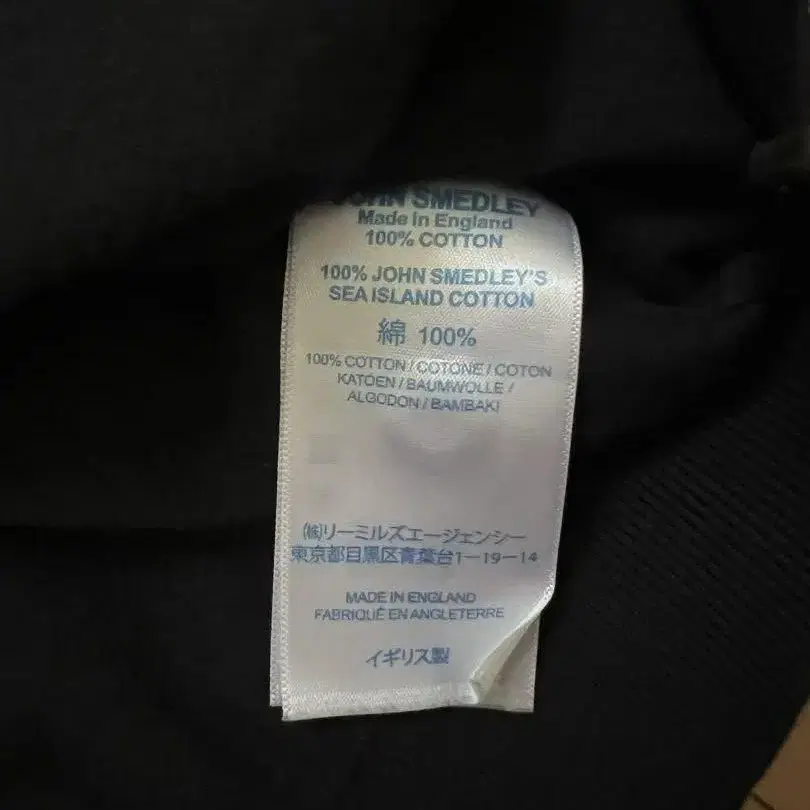 JOHN SMEDLEY
Made in England
100% COTTON
100% JOHN SMEDLEY'S
SEA ISLAND COTTON
綿 100%
100% COTTON / COTONE / COTON
KATOEN / BAUMWOLLE /
ALGODON / BAMBAKI
㈱リーミルズエージェンシー
東京都目黒区青葉台1-19-14
MADE IN ENGLAND
FABRIQUÉ EN ANGLETERRE
イギリス製